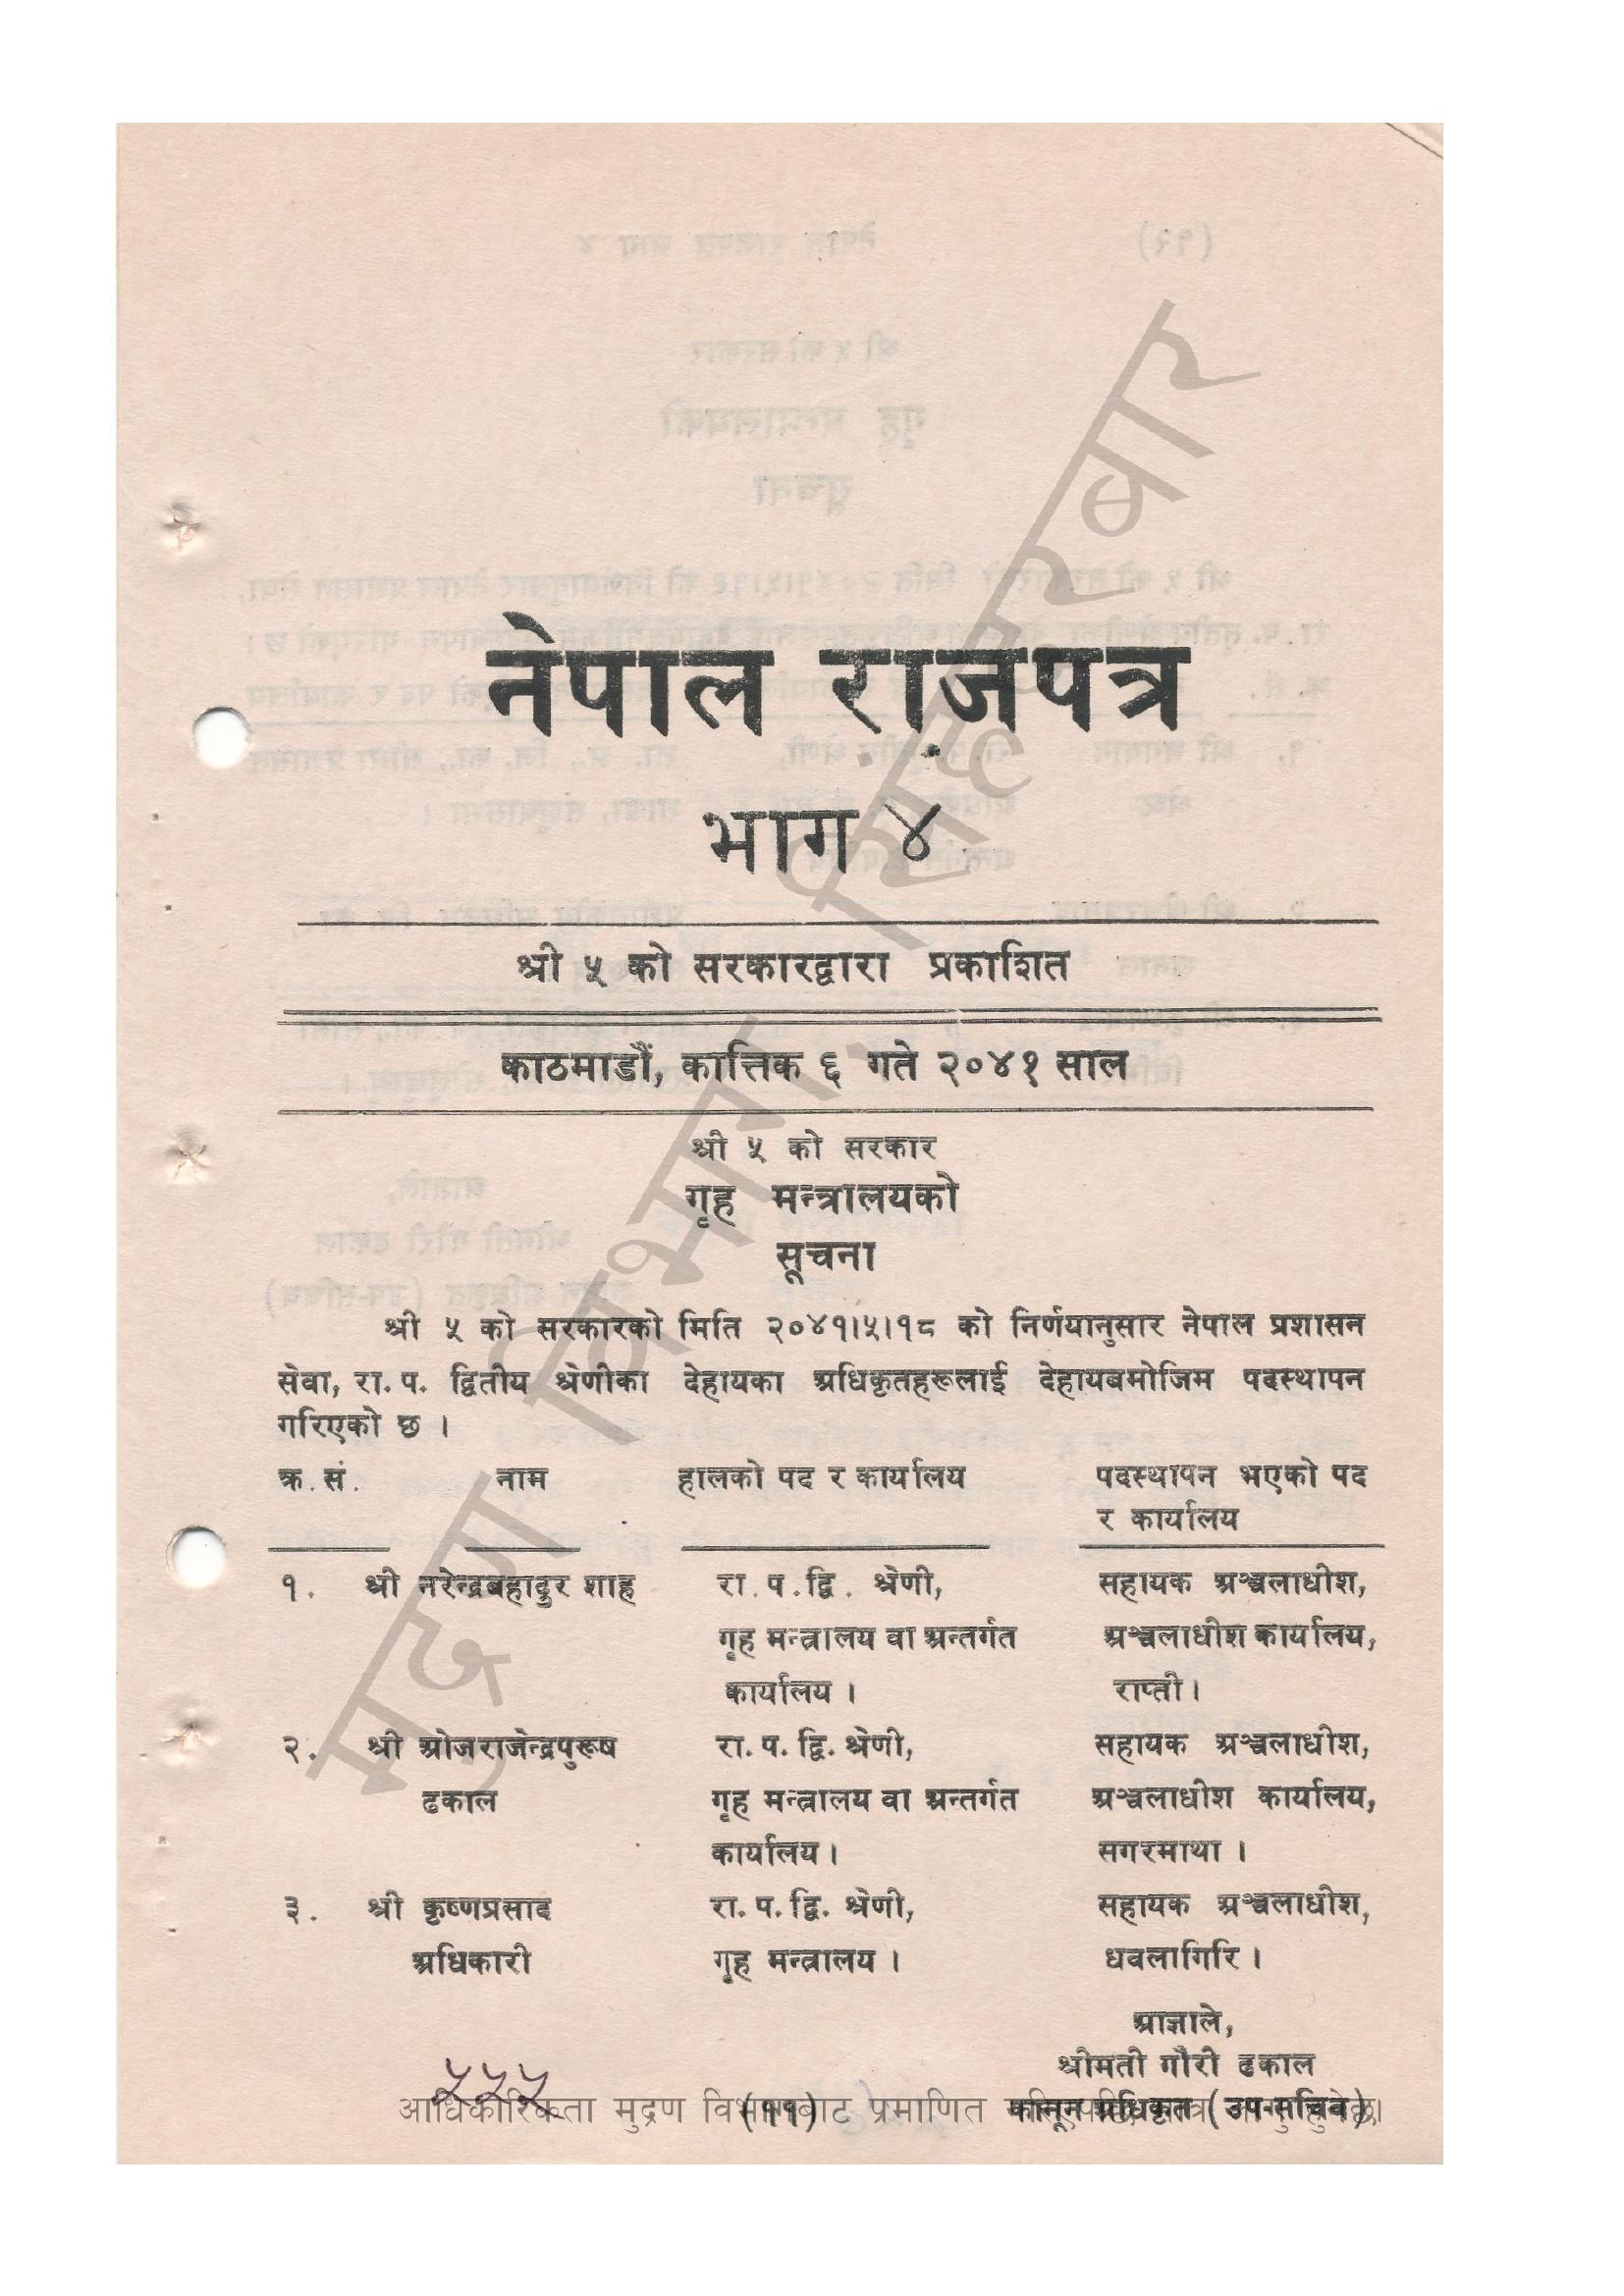 नेपाल राजपत्र
भाग ४
श्री ५ को सरकारद्वारा प्रकाशित
काठमाडौं, कात्तिक ६ गते २०४१ साल
श्री ५ को सरकार
गृह मन्त्रालयको
सूचना
श्री ५ को सरकारको मिति २०४१।५।१८ को निर्णयानुसार नेपाल प्रशासन
सेवा, रा. प. द्वितीय श्रेणीका देहायका अधिकृतहरूलाई देहायबमोजिम पदस्थापन
गरिएको छ ।
क्र. सं. नाम हालको पद र कार्यालय पदस्थापन भएको पद
र कार्यालय
१. श्री नरेन्द्रबहादुर शाह रा. प. द्वि. श्रेणी, सहायक अञ्चलाधीश,
गृह मन्त्रालय वा अन्तर्गत अञ्चलाधीश कार्यालय,
कार्यालय । राप्ती ।
२. श्री ओजराजेन्द्रपुरूष रा. प. द्वि. श्रेणी, सहायक अञ्चलाधीश,
ढकाल गृह मन्त्रालय वा अन्तर्गत अञ्चलाधीश कार्यालय,
कार्यालय । सगरमाथा ।
३. श्री कृष्णप्रसाद रा. प. द्वि. श्रेणी, सहायक अञ्चलाधीश,
अधिकारी गृह मन्त्रालय । धवलागिरि ।
आज्ञाले,
श्रीमती गौरी ढकाल
कानून अधिकृत (उप-सचिव)
५५५
(११)
आधिकारिकता मुद्रण विभागबाट प्रमाणित
मुद्रण विभाग, सिंहदरवार